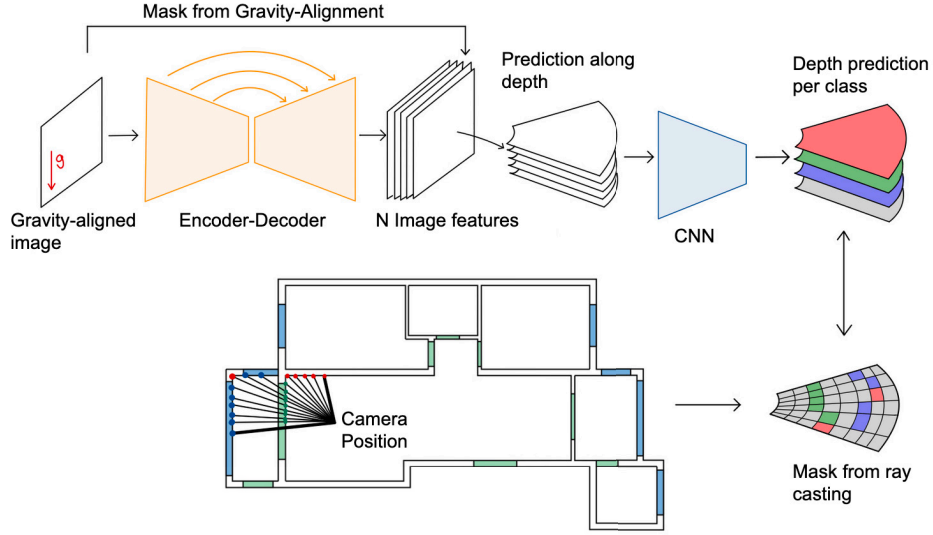 Mask from Gravity-Alignment
Prediction along
depth
Depth prediction
per class
g
Gravity-aligned
image
Encoder-Decoder
N Image features
CNN
Camera
Position
Mask from ray
casting